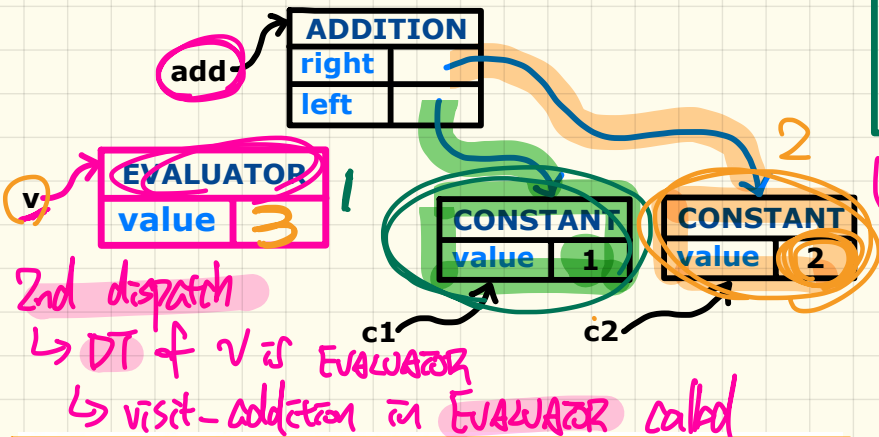 ADDITION
add
right
left
2
EVALUATOR
1
v
value 3
CONSTANT
value 1
CONSTANT
value 2
c1
c2
2nd dispatch
↳ DT of v is EVALUATOR
↳ visit-addition in EVALUATOR called